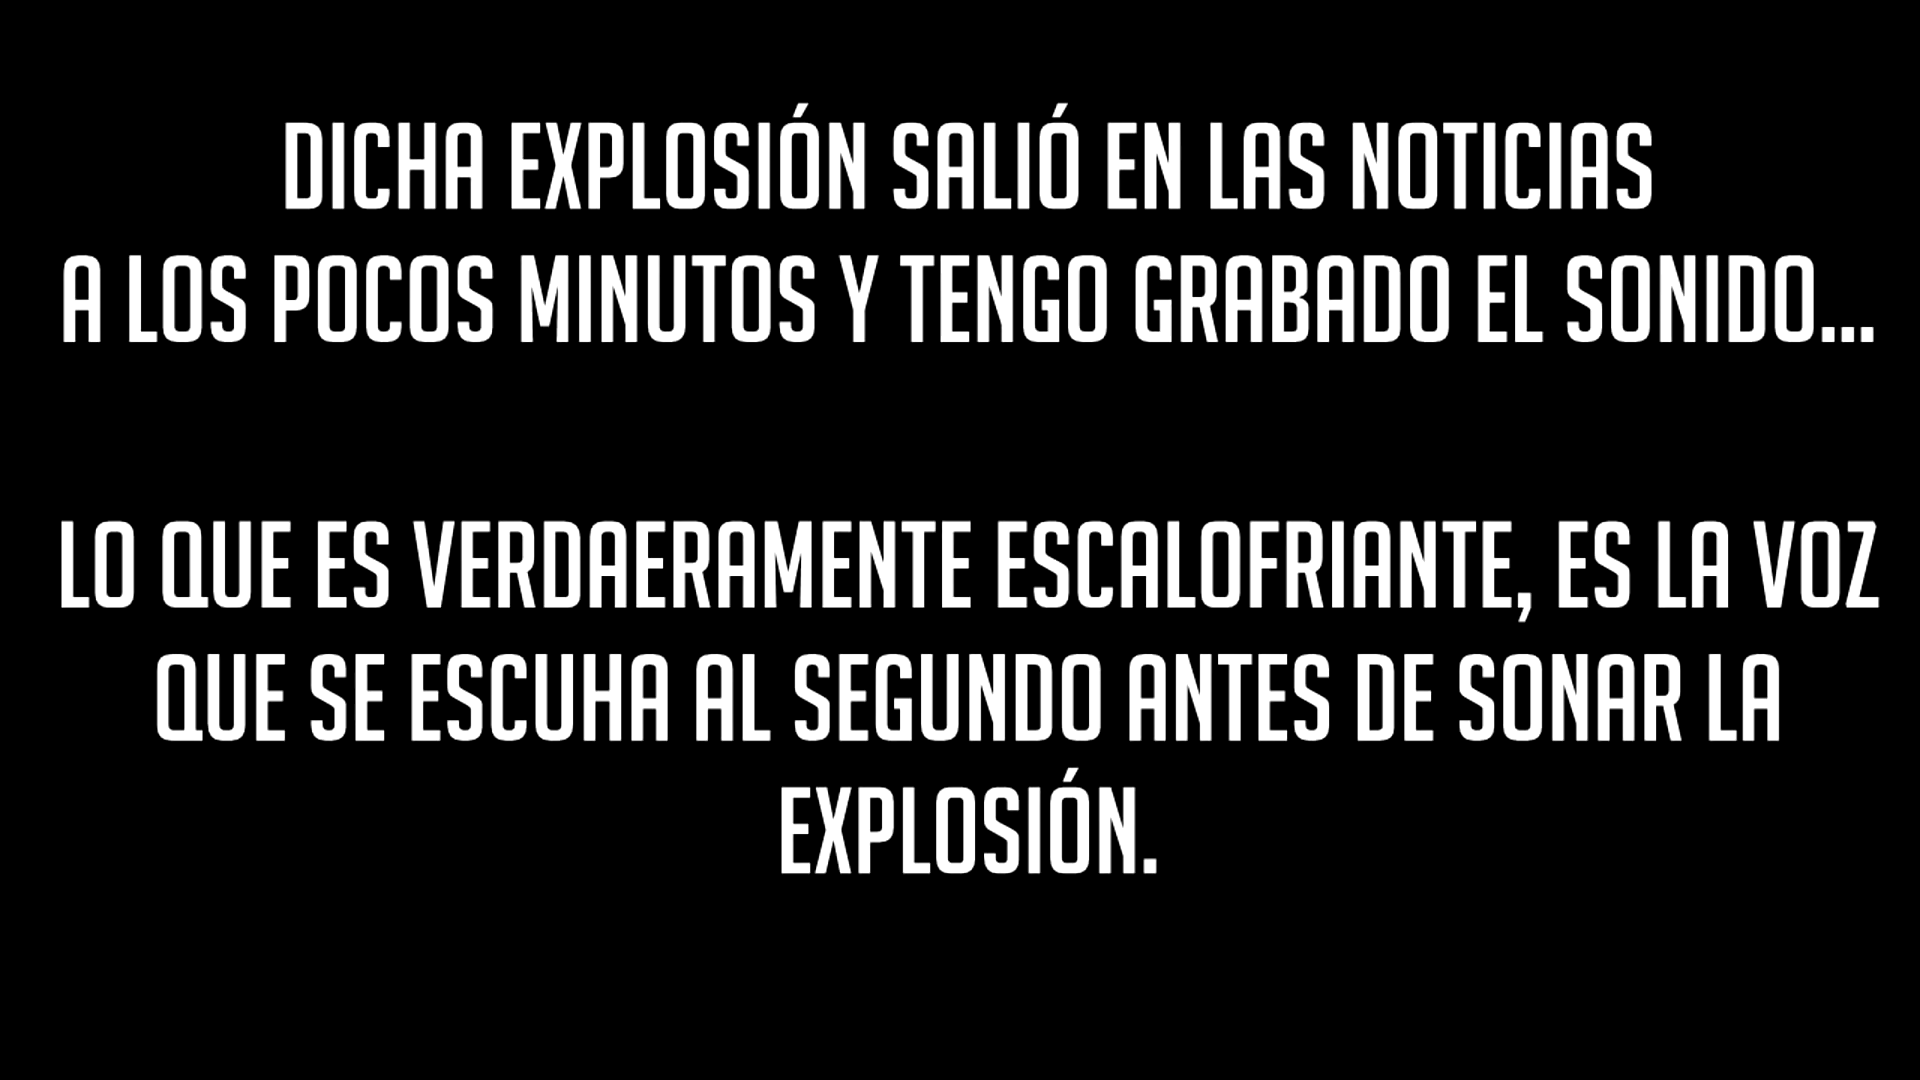 DICHA EXPLOSIÓN SALIÓ EN LAS NOTICIAS
A LOS POCOS MINUTOS Y TENGO GRABADO EL SONIDO...
LO QUE ES VERDAERAMENTE ESCALOFRIANTE, ES LA VOZ
QUE SE ESCUHA AL SEGUNDO ANTES DE SONAR LA
EXPLOSIÓN.